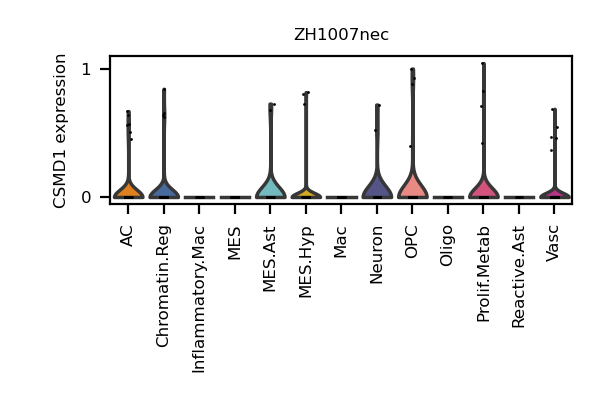 ZH1007nec
CSMD1 expression
1
0
AC
Chromatin.Reg
Inflammatory.Mac
MES
MES.Ast
MES.Hyp
Mac
Neuron
OPC
Oligo
Prolif.Metab
Reactive.Ast
Vasc